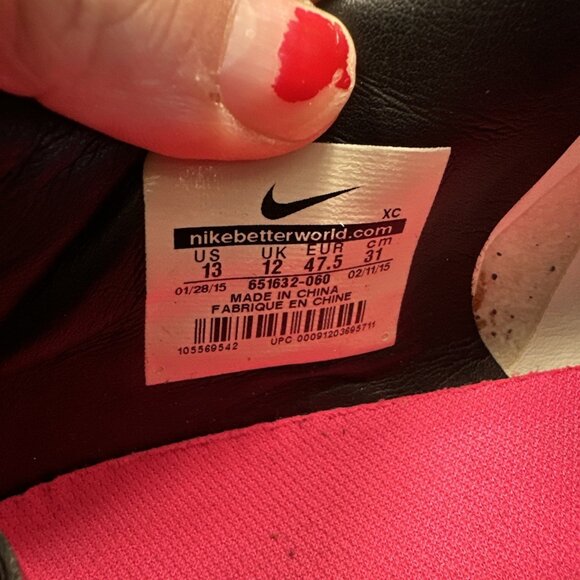 XC
nikebetterworld.com
US UK EUR cm
13 12 47.5 31
01/28/15 651632-060 02/11/15
MADE IN CHINA
FABRIQUE EN CHINE
105569542 UPC 00091203695711